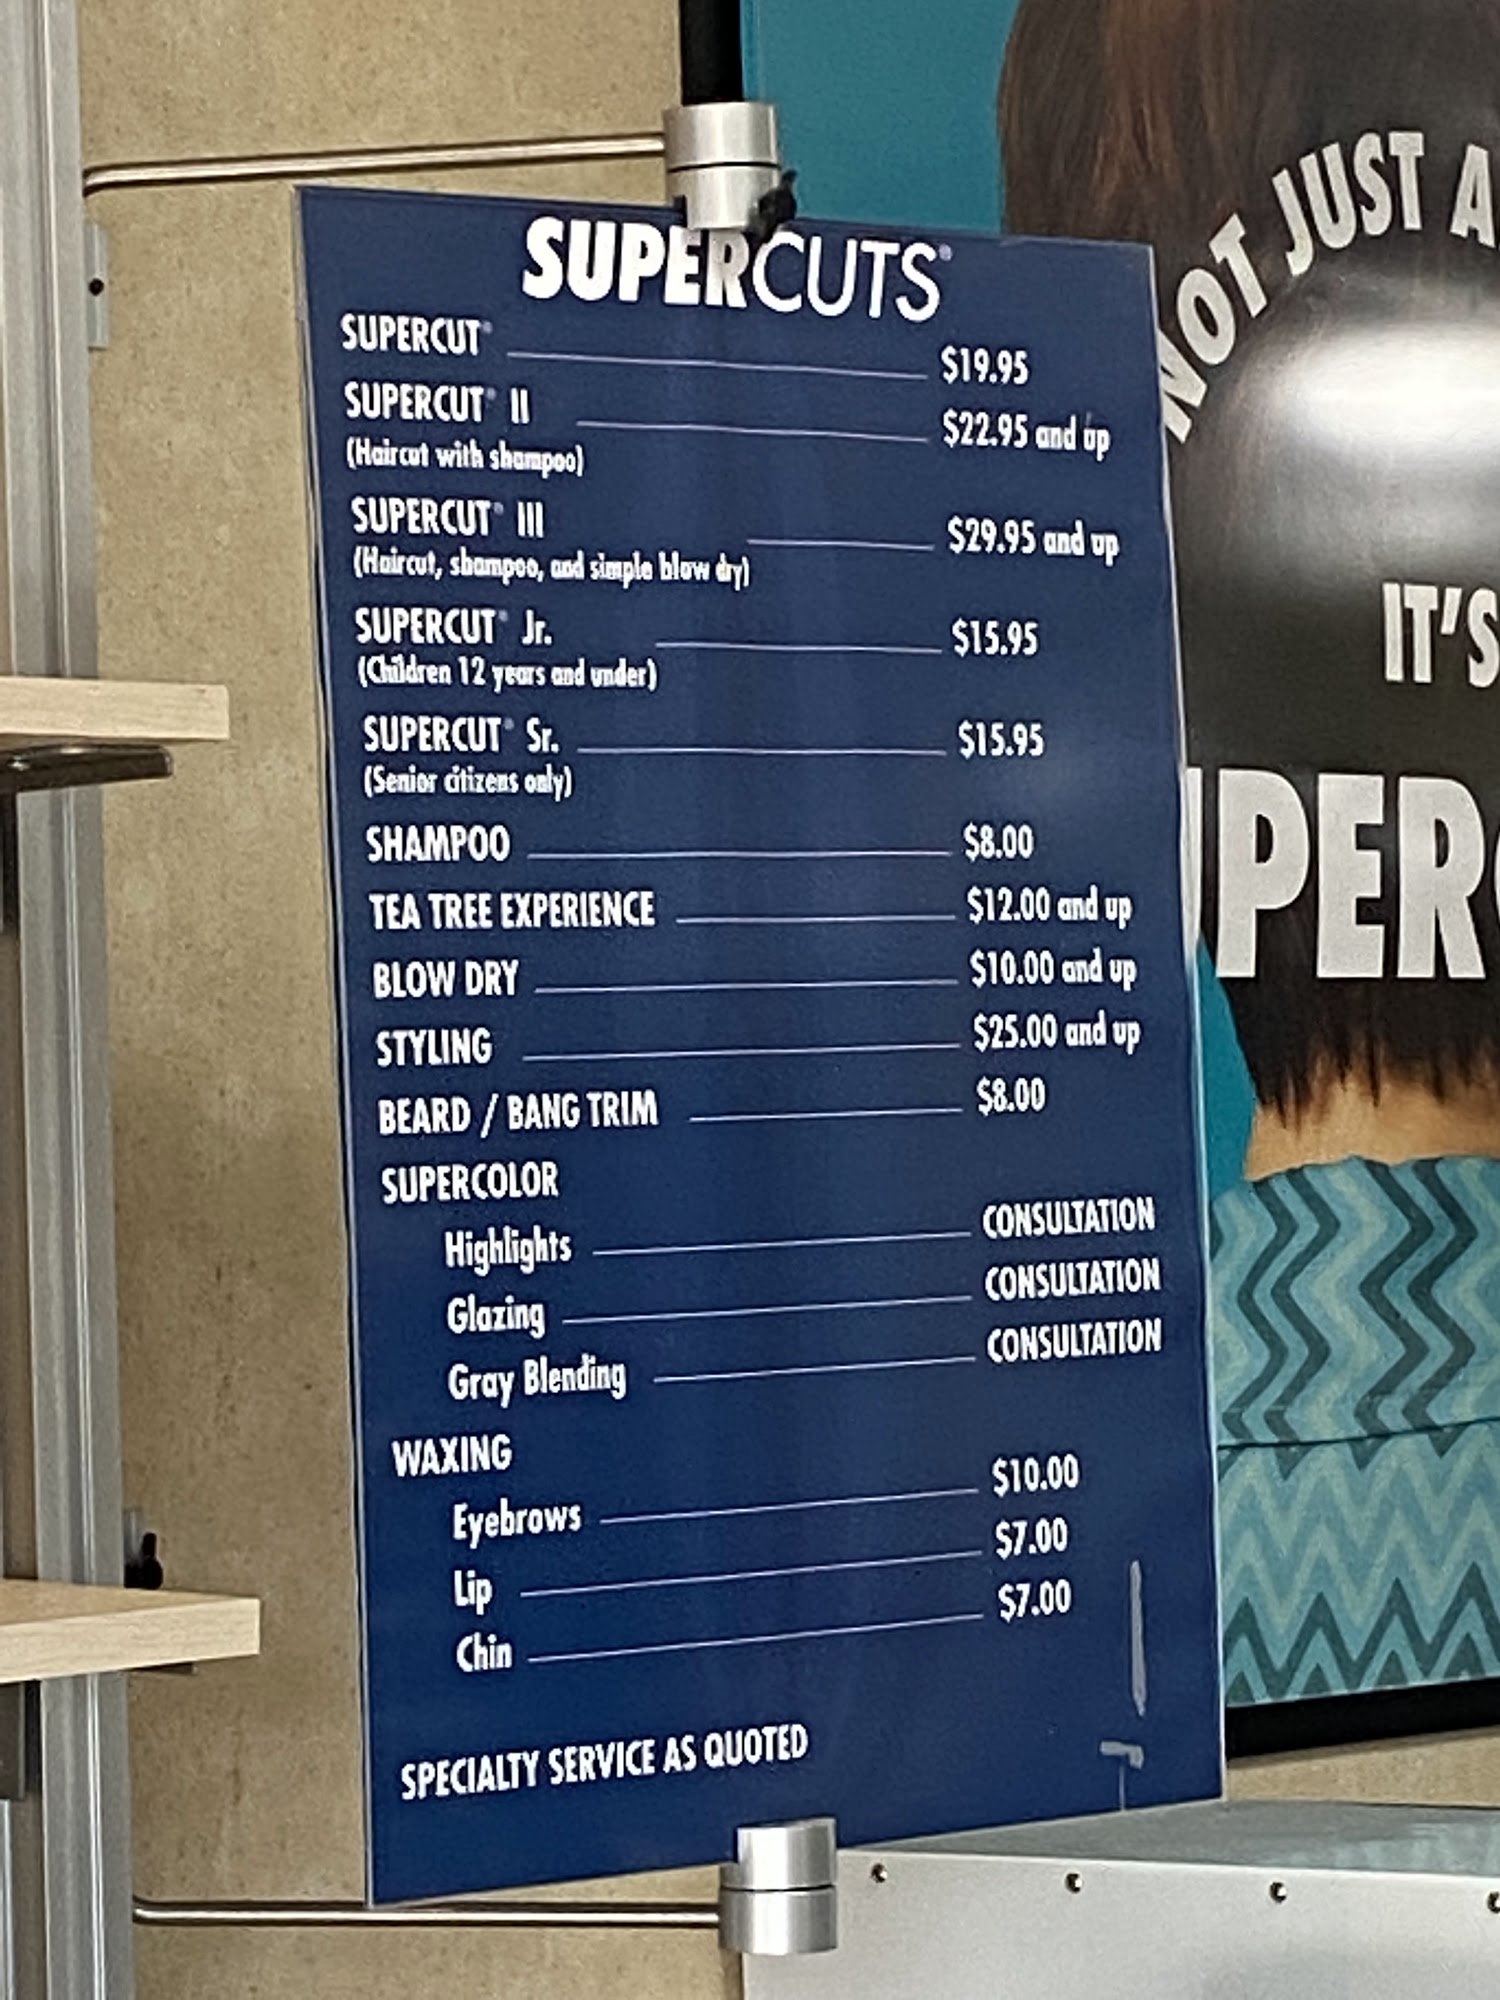 SUPERCUTS®
SUPERCUT® $19.95
SUPERCUT® II $22.95 and up
(Haircut with shampoo)
SUPERCUT® III $29.95 and up
(Haircut, shampoo, and simple blow dry)
SUPERCUT® Jr. $15.95
(Children 12 years and under)
SUPERCUT® Sr. $15.95
(Senior citizens only)
SHAMPOO $8.00
TEA TREE EXPERIENCE $12.00 and up
BLOW DRY $10.00 and up
STYLING $25.00 and up
BEARD / BANG TRIM $8.00
SUPERCOLOR
Highlights CONSULTATION
Glazing CONSULTATION
Gray Blending CONSULTATION
WAXING
Eyebrows $10.00
Lip $7.00
Chin $7.00
SPECIALTY SERVICE AS QUOTED
NOT JUST A
IT'S
UPER